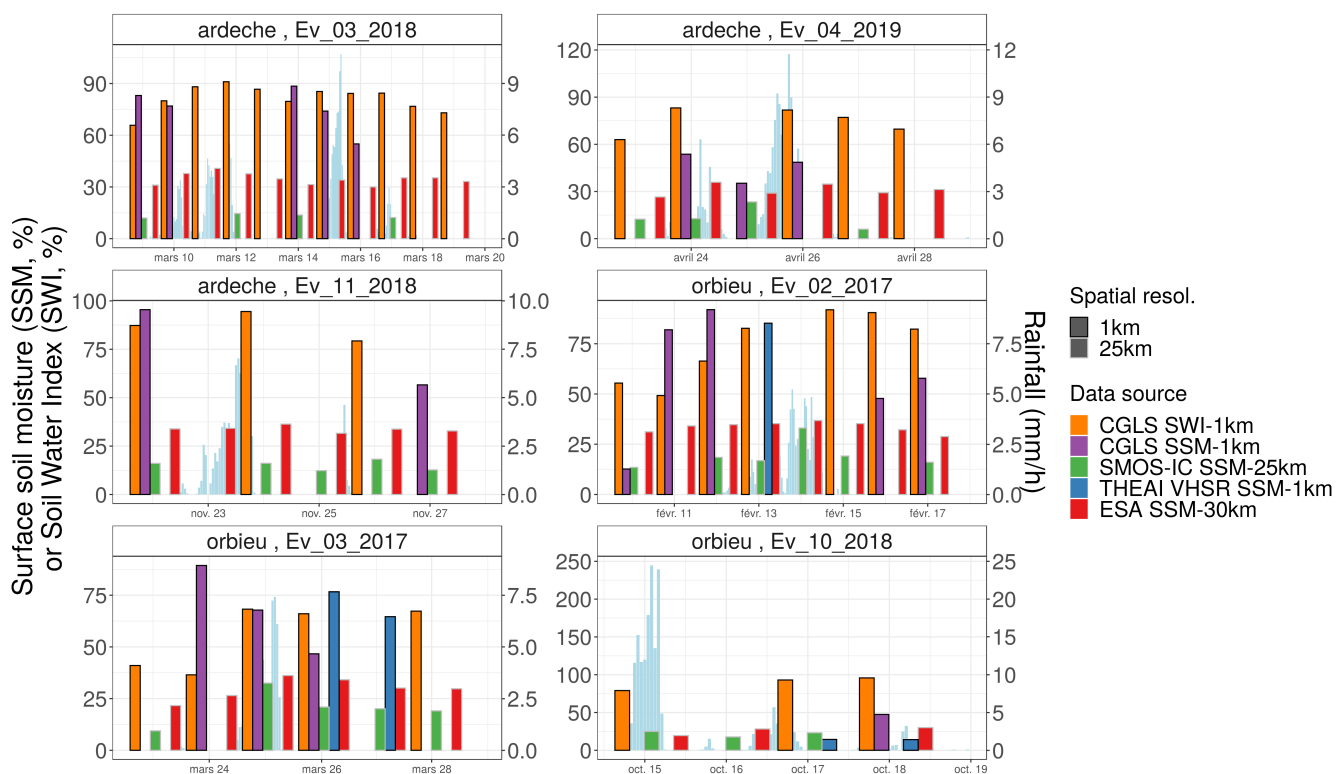 Surface soil moisture (SSM, %)
or Soil Water Index (SWI, %)
ardeche , Ev_03_2018
90
60
30
0
9
6
3
0
mars 10
mars 12
mars 14
mars 16
mars 18
mars 20
ardeche , Ev_04_2019
120
90
60
30
0
12
9
6
3
0
avril 24
avril 26
avril 28
ardeche , Ev_11_2018
100
75
50
25
0
10.0
7.5
5.0
2.5
0.0
nov. 23
nov. 25
nov. 27
orbieu , Ev_02_2017
75
50
25
0
7.5
5.0
2.5
0.0
févr. 11
févr. 13
févr. 15
févr. 17
orbieu , Ev_03_2017
75
50
25
0
7.5
5.0
2.5
0.0
mars 24
mars 26
mars 28
orbieu , Ev_10_2018
250
200
150
100
50
0
25
20
15
10
5
0
oct. 15
oct. 16
oct. 17
oct. 18
oct. 19
Rainfall (mm/h)
Spatial resol.
1km
25km
Data source
CGLS SWI-1km
CGLS SSM-1km
SMOS-IC SSM-25km
THEAI VHSR SSM-1km
ESA SSM-30km